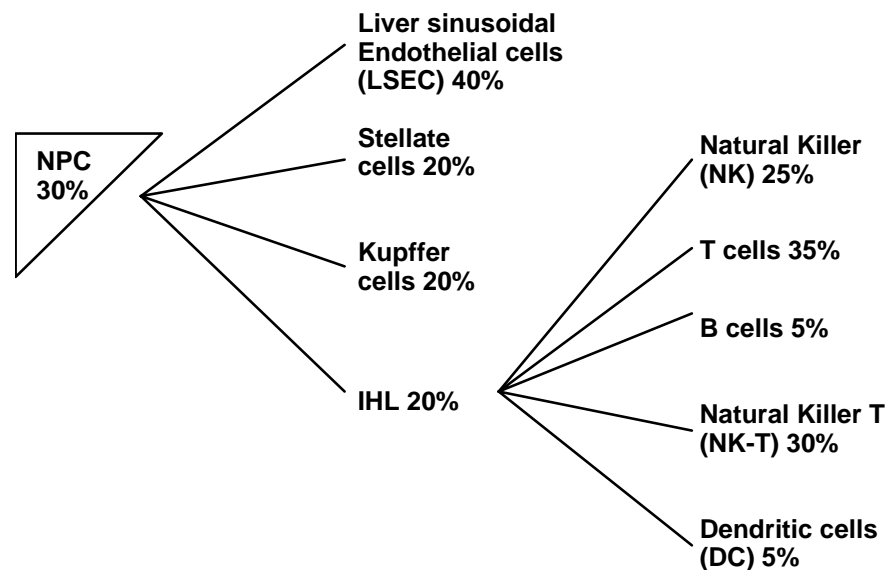 Liver sinusoidal
Endothelial cells
(LSEC) 40%
NPC
30%
Stellate
cells 20%
Kupffer
cells 20%
IHL 20%
Natural Killer
(NK) 25%
T cells 35%
B cells 5%
Natural Killer T
(NK-T) 30%
Dendritic cells
(DC) 5%